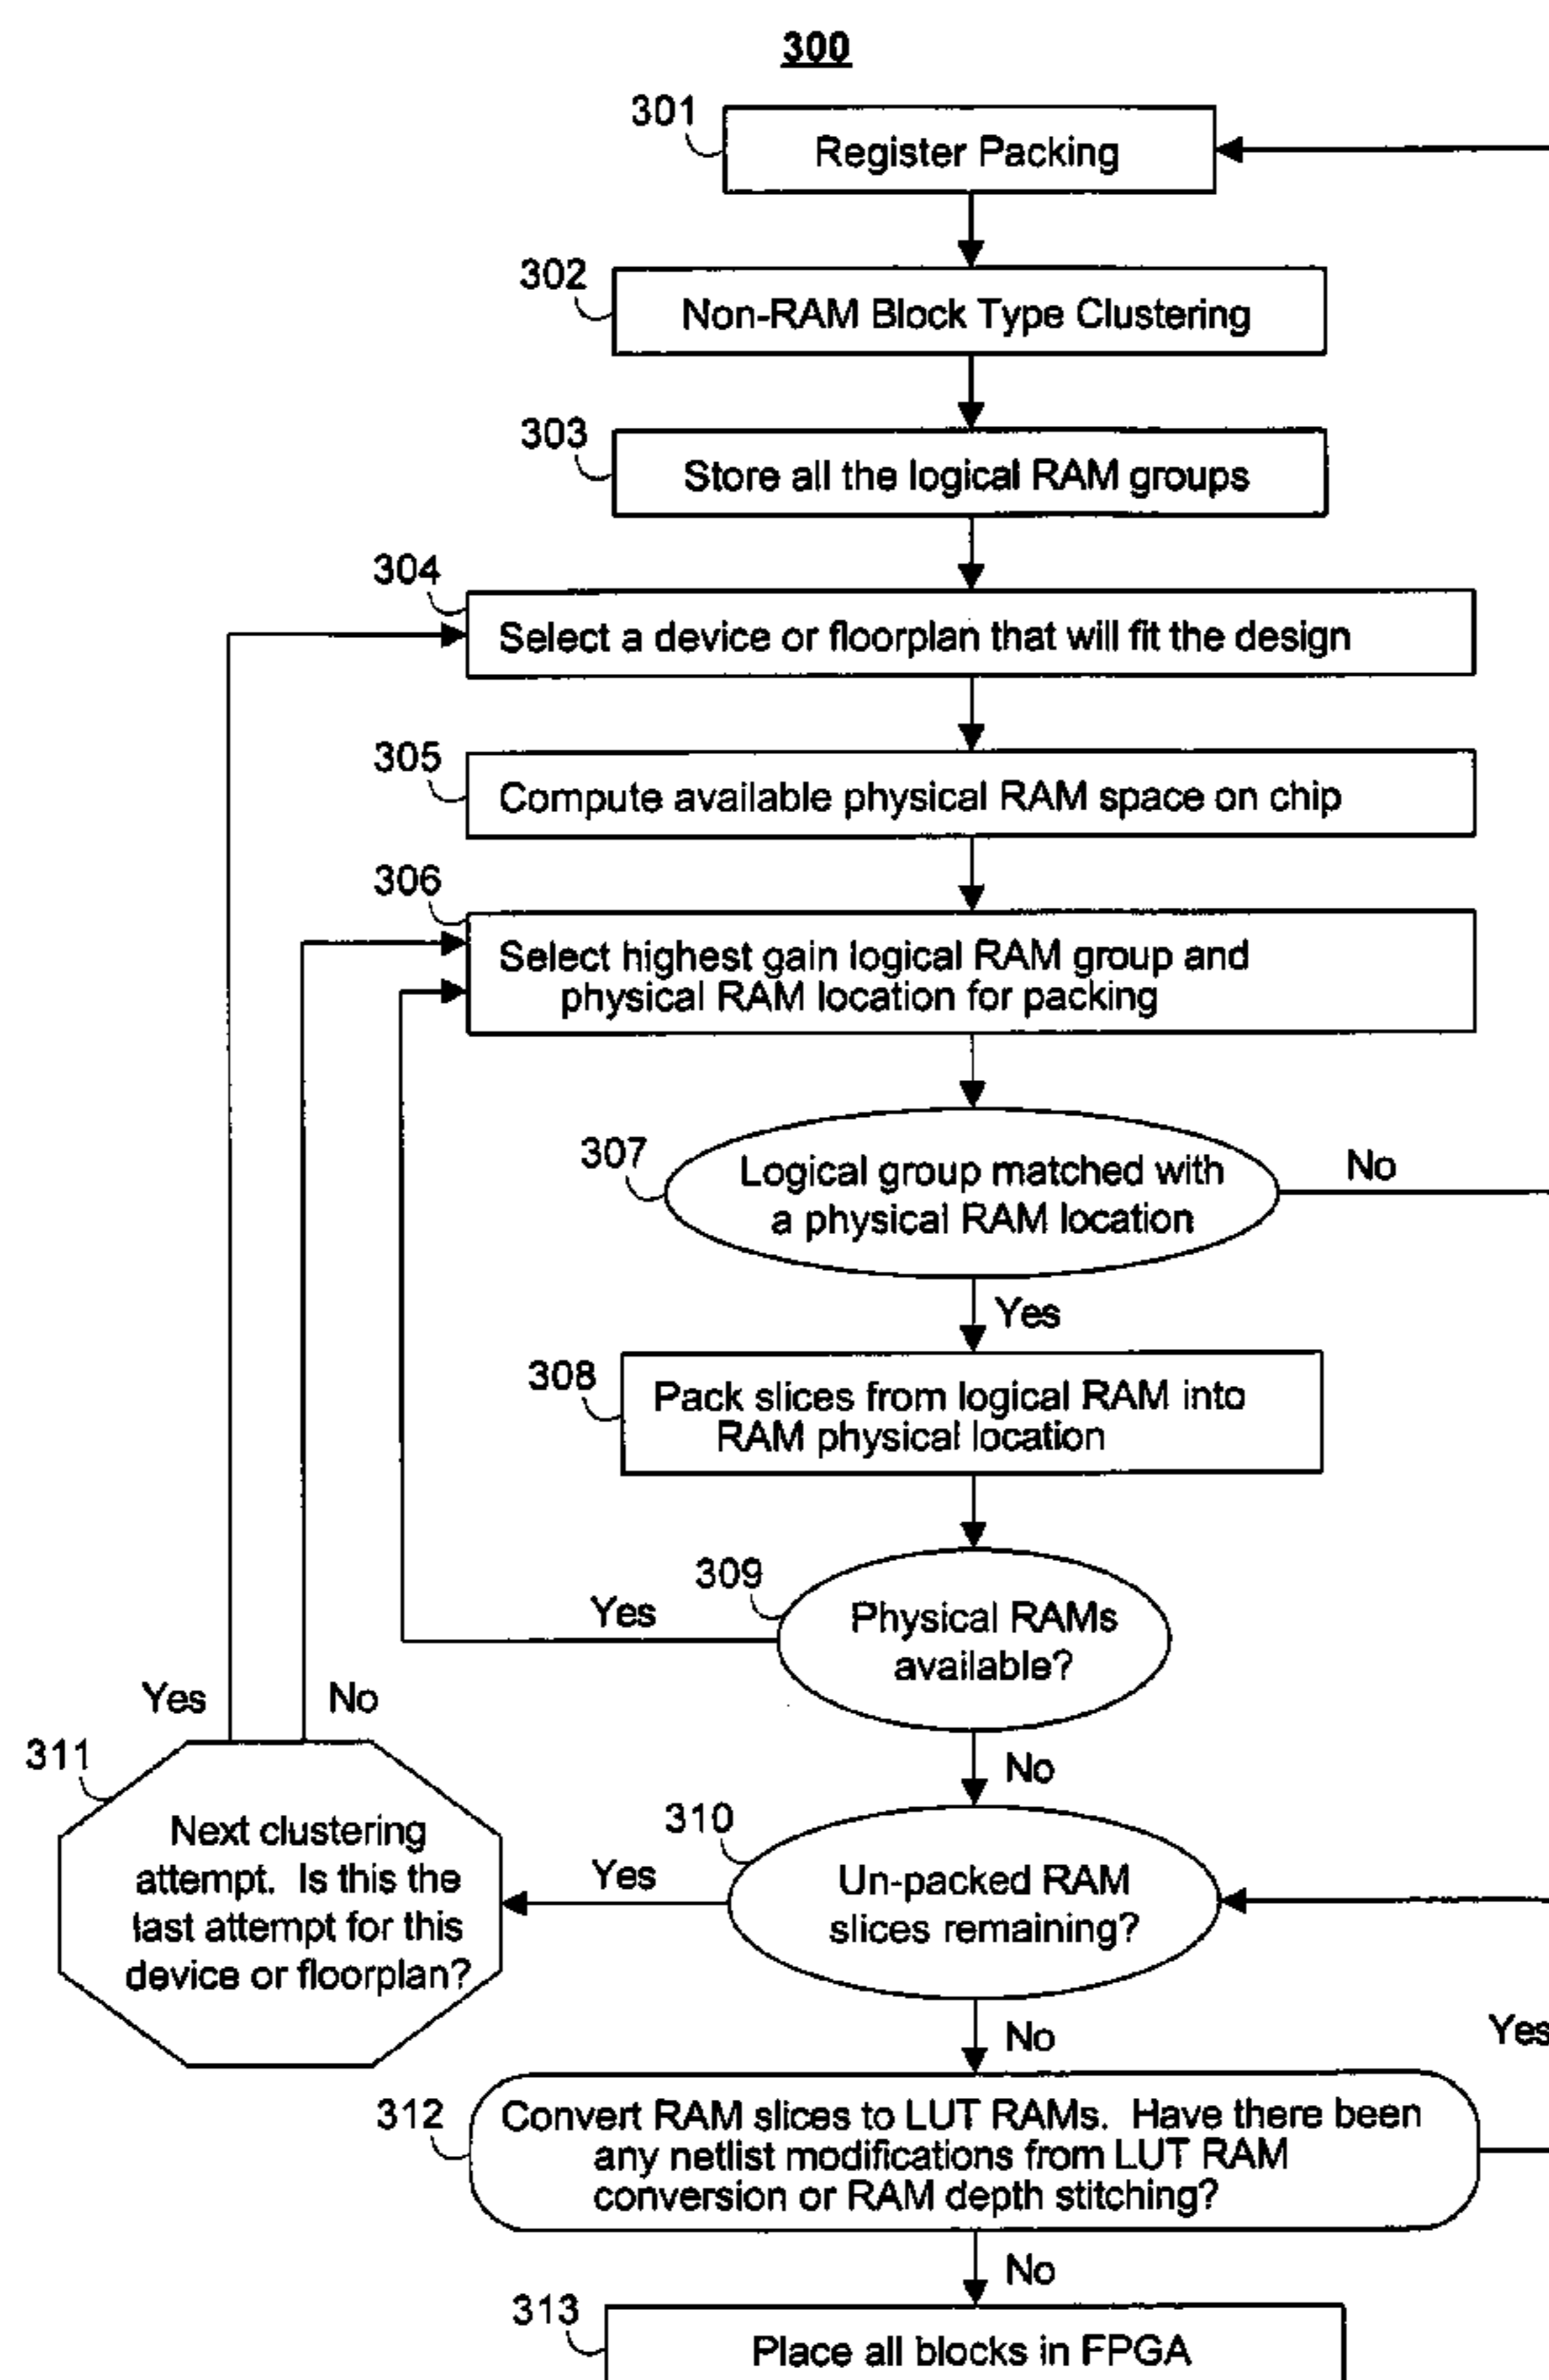 300
301
Register Packing
302
Non-RAM Block Type Clustering
303
Store all the logical RAM groups
304
Select a device or floorplan that will fit the design
305
Compute available physical RAM space on chip
306
Select highest gain logical RAM group and
physical RAM location for packing
307
Logical group matched with
a physical RAM location
No
Yes
308
Pack slices from logical RAM into
RAM physical location
309
Physical RAMs
available?
Yes
No
Yes
No
311
Next clustering
attempt. Is this the
last attempt for this
device or floorplan?
Yes
310
Un-packed RAM
slices remaining?
No
Yes
312
Convert RAM slices to LUT RAMs. Have there been
any netlist modifications from LUT RAM
conversion or RAM depth stitching?
No
313
Place all blocks in FPGA